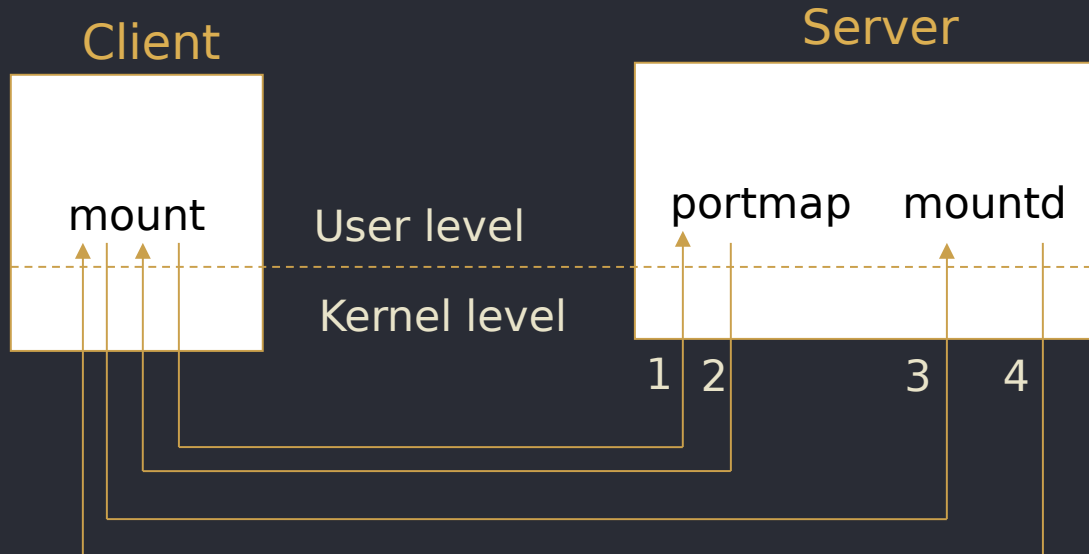 Client
Server
mount
User level
portmap
mountd
Kernel level
1
2
3
4